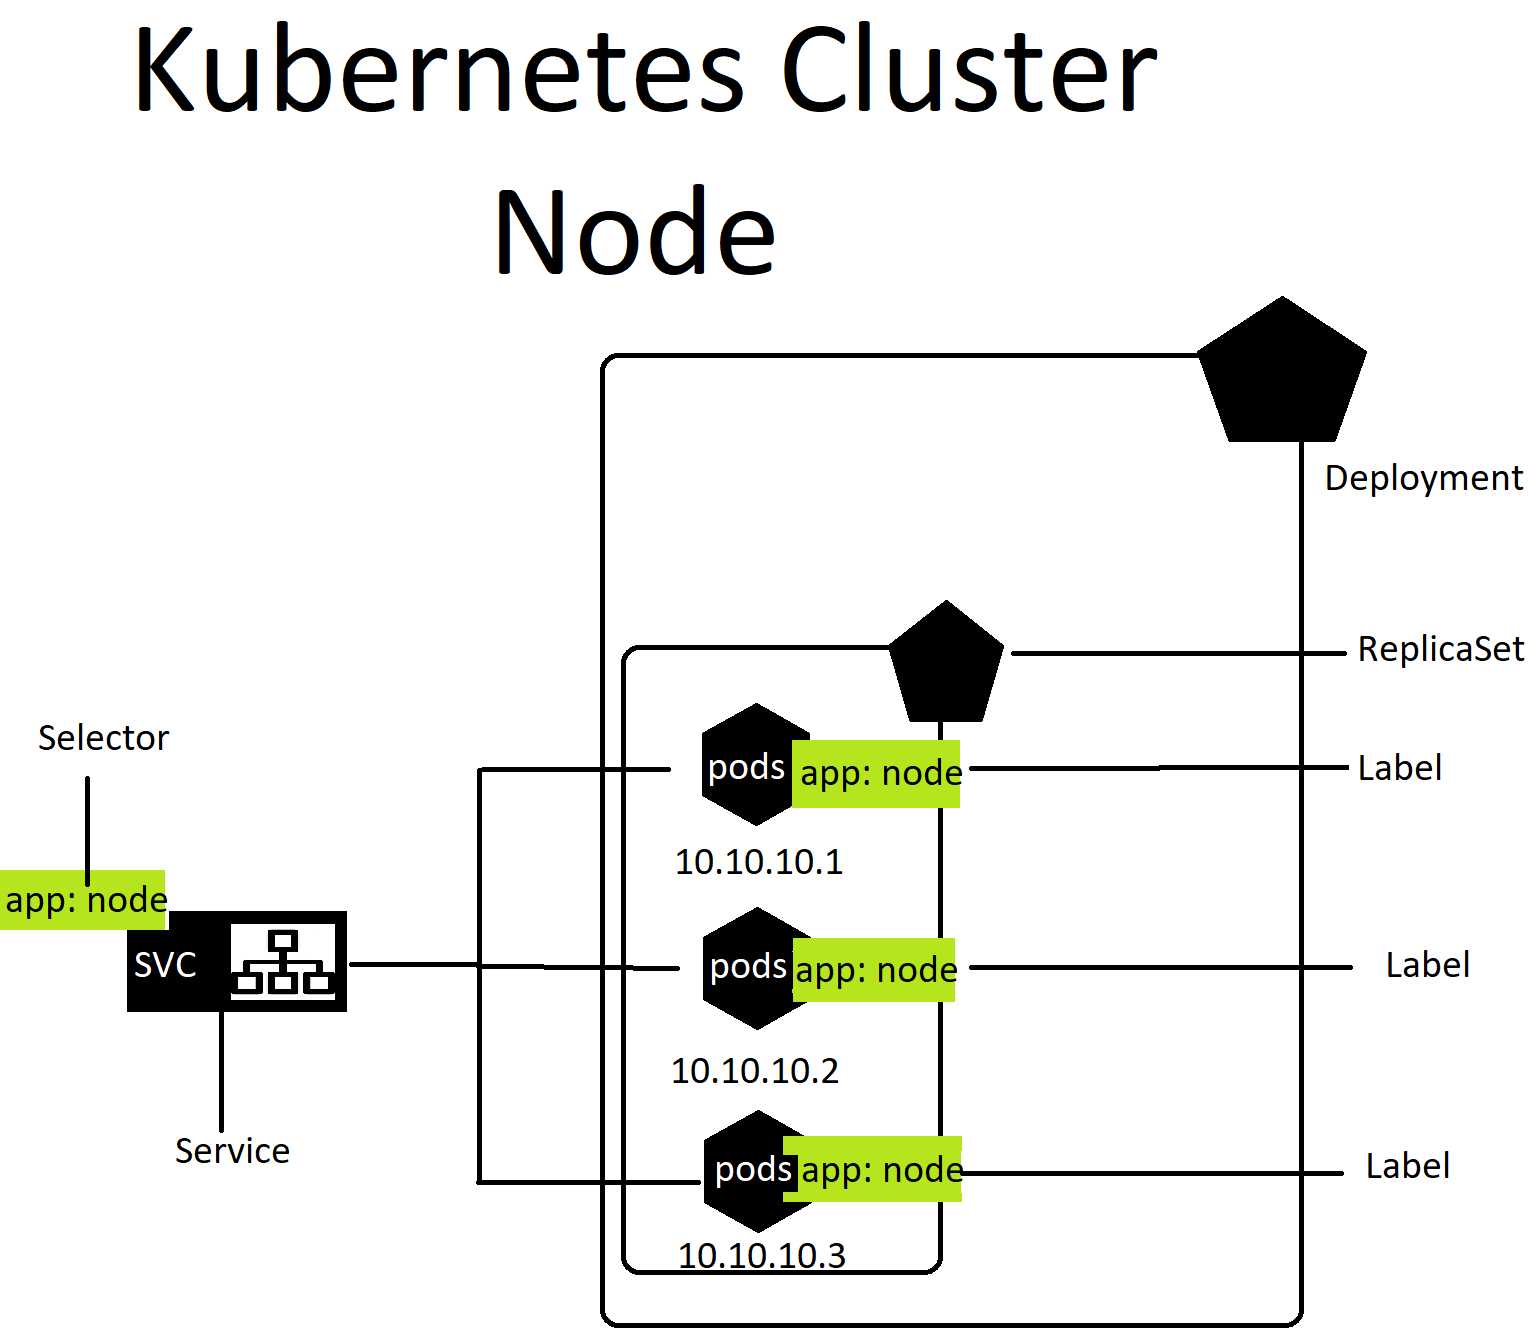 Kubernetes Cluster
Node
Deployment
ReplicaSet
Selector
pods app: node
Label
10.10.10.1
app: node
SVC
pods app: node
Label
10.10.10.2
Service
pods app: node
Label
10.10.10.3